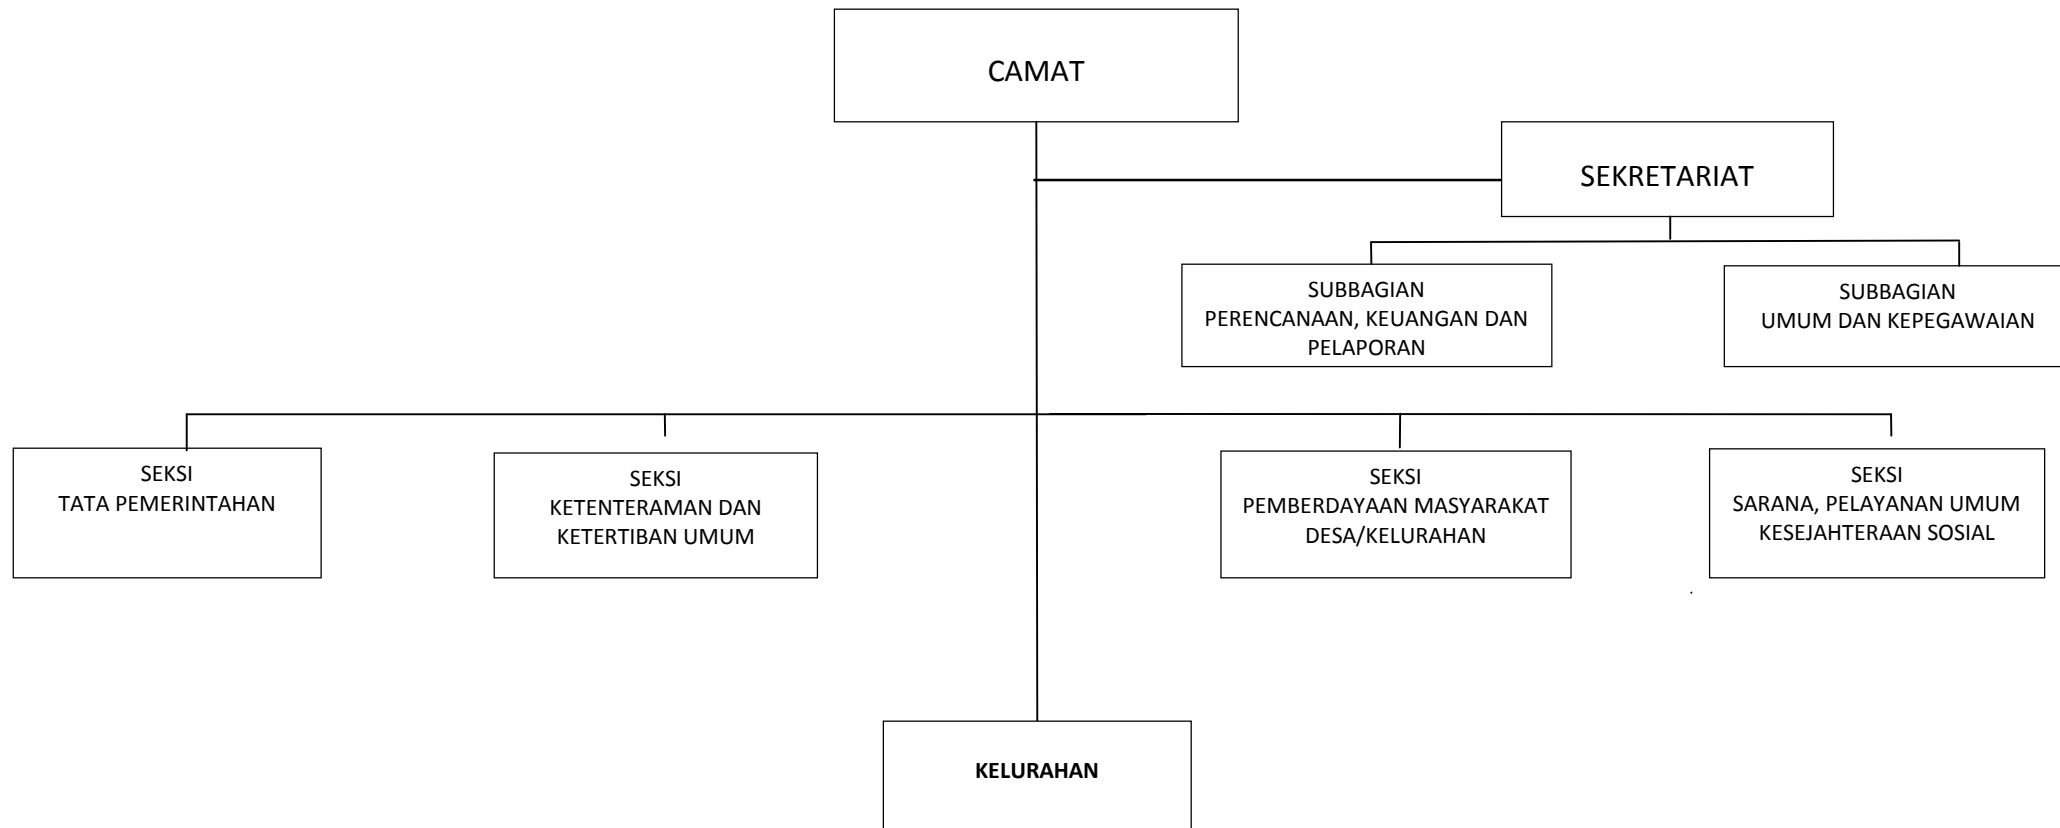 CAMAT
SEKRETARIAT
SUBBAGIAN
PERENCANAAN, KEUANGAN DAN
PELAPORAN
SUBBAGIAN
UMUM DAN KEPEGAWAIAN
SEKSI
TATA PEMERINTAHAN
SEKSI
KETENTERAMAN DAN
KETERTIBAN UMUM
SEKSI
PEMBERDAYAAN MASYARAKAT
DESA/KELURAHAN
SEKSI
SARANA, PELAYANAN UMUM
KESEJAHTERAAN SOSIAL
KELURAHAN